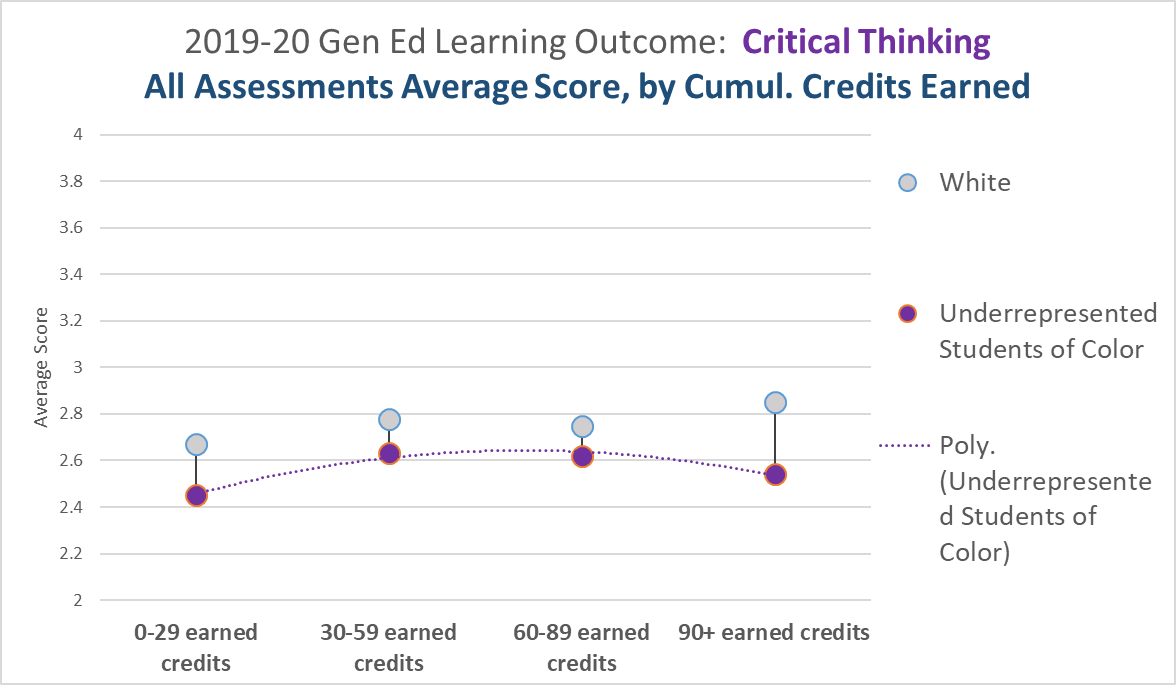 2019-20 Gen Ed Learning Outcome: Critical Thinking
All Assessments Average Score, by Cumul. Credits Earned
4
3.8
3.6
3.4
3.2
3
2.8
2.6
2.4
2.2
2
Average Score
0-29 earned
credits
30-59 earned
credits
60-89 earned
credits
90+ earned credits
White
Underrepresented
Students of Color
Poly.
(Underrepresente
d Students of
Color)